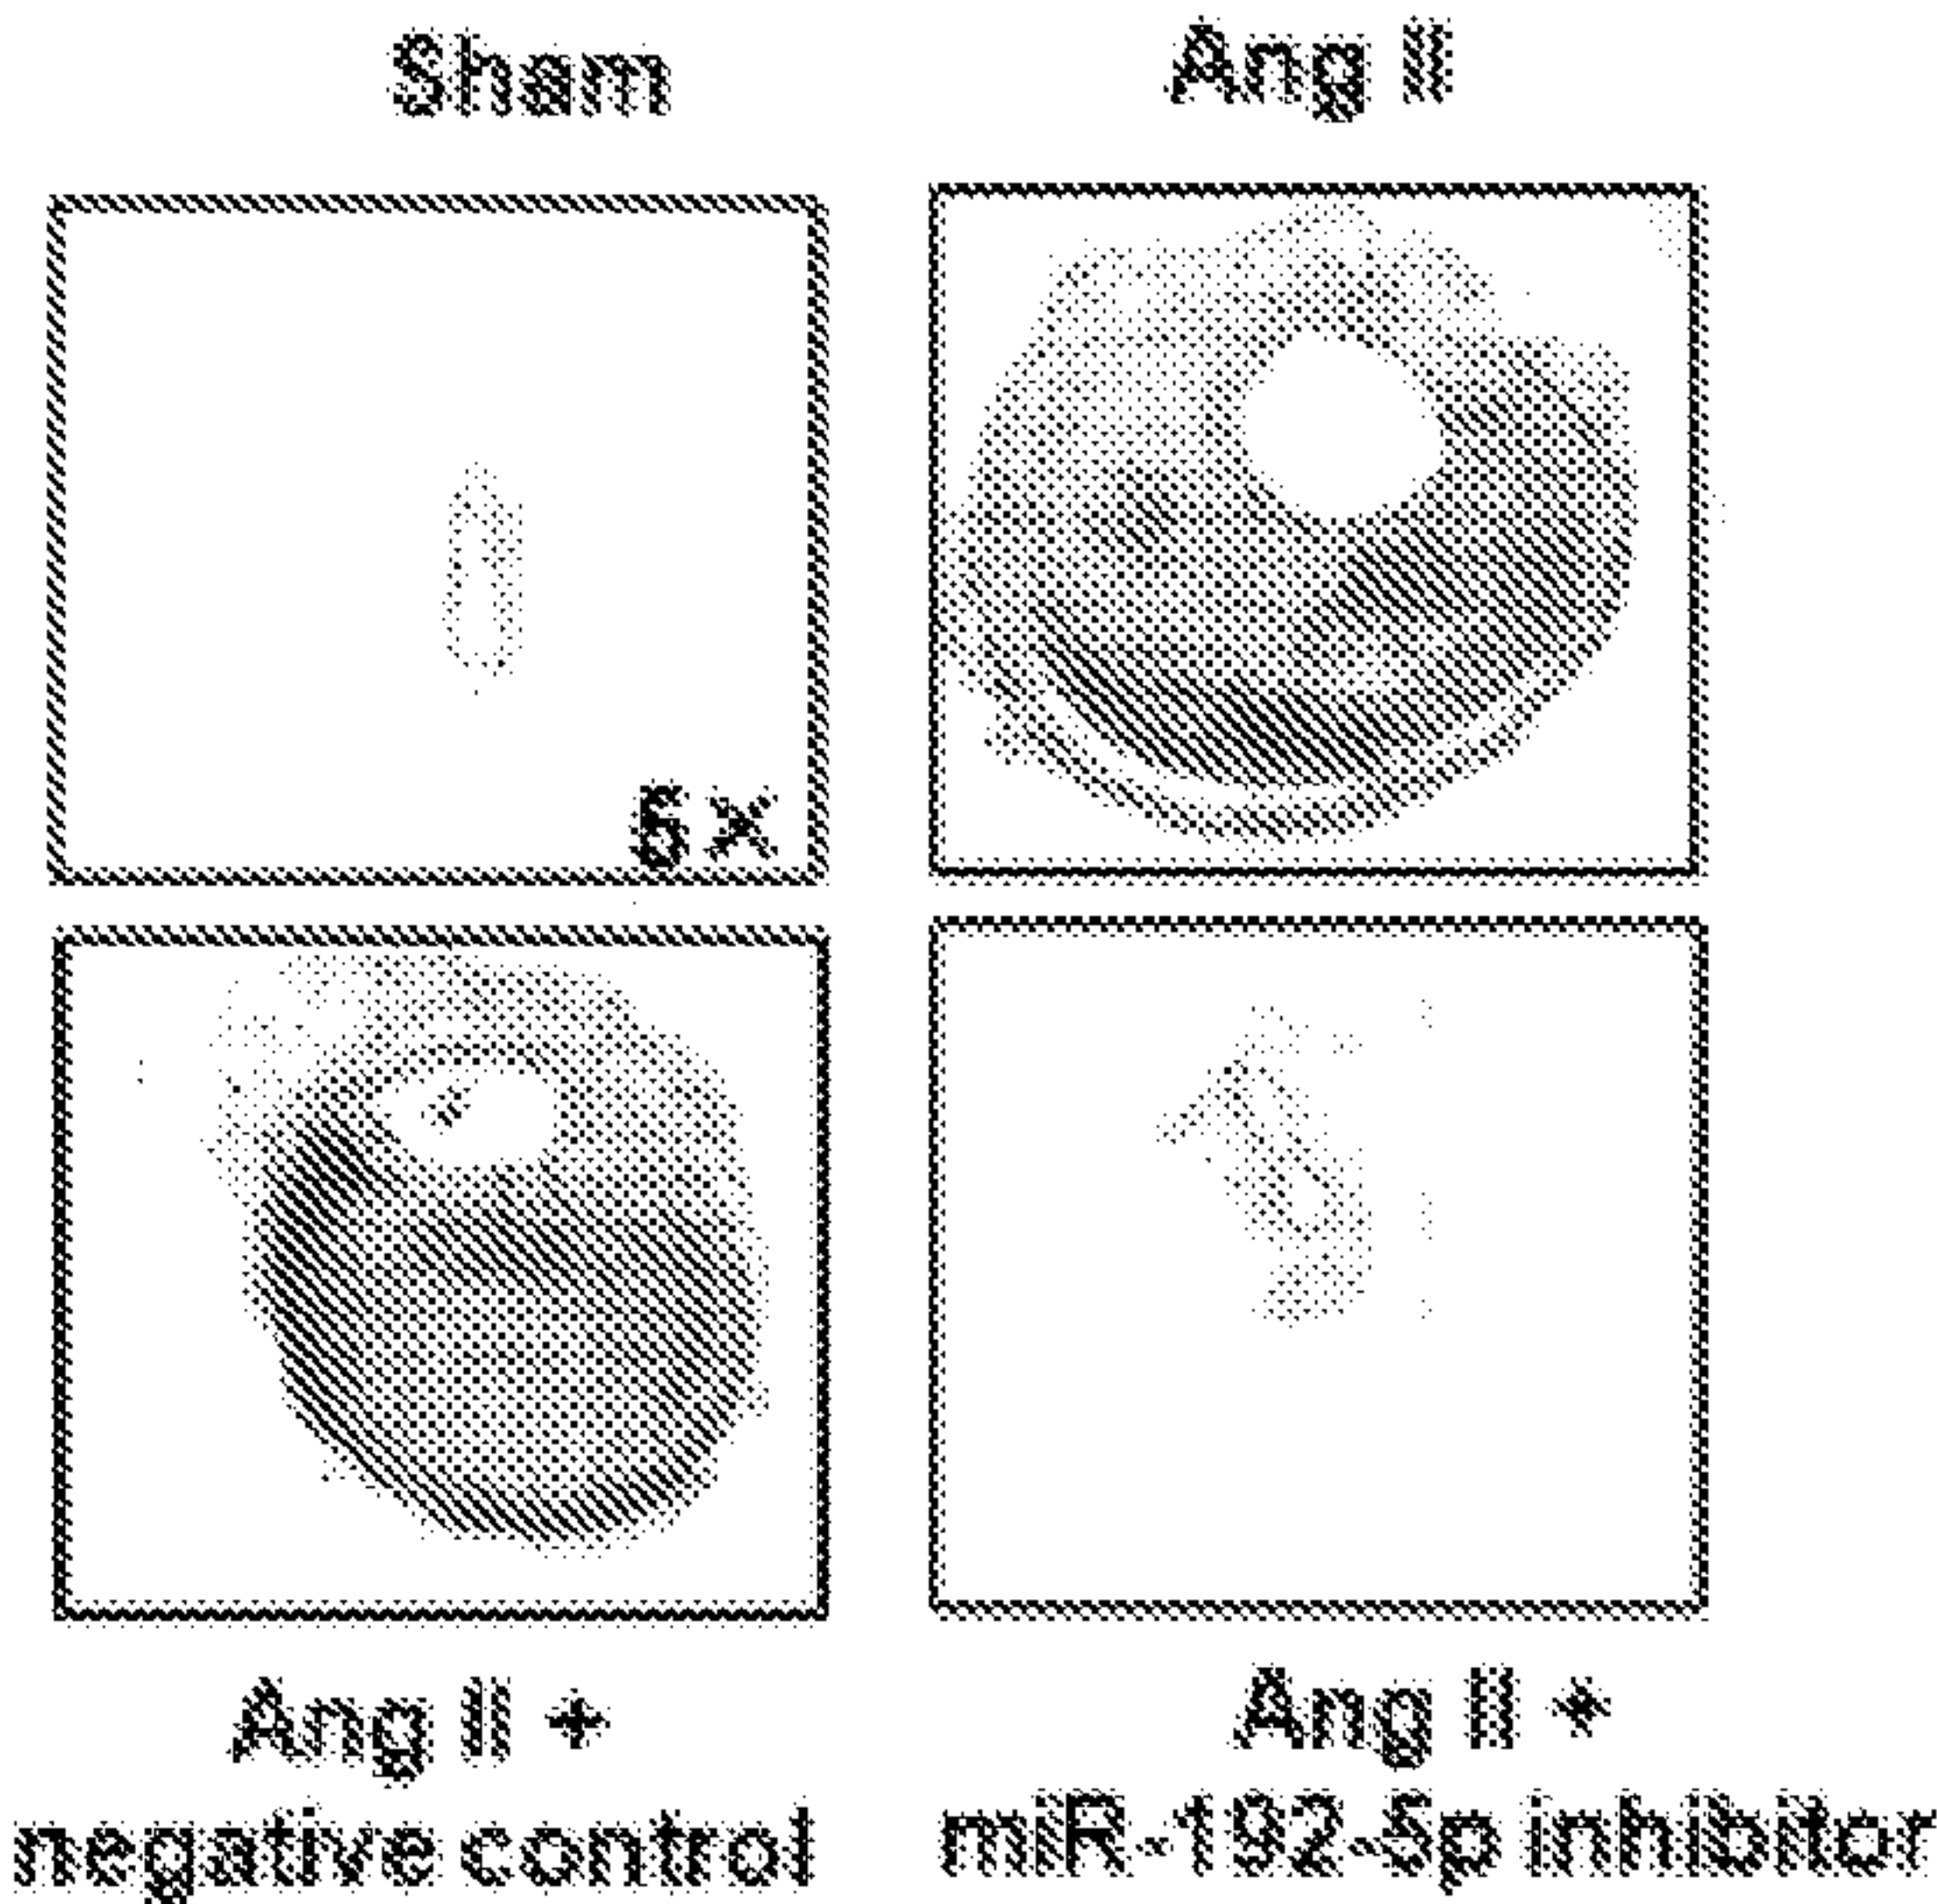 Sham
Ang II
5×
Ang II +
negative control
Ang II +
miR-192-5p inhibitor